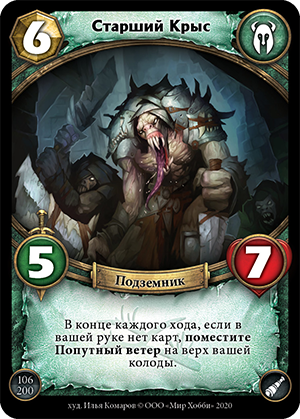 6
Старший Крыс
5
Подземник
7
В конце каждого хода, если в
вашей руке нет карт, поместите
Попутный ветер на верх вашей
колоды.
106
200
худ. Илья Комаров © ООО «Мир Хобби» 2020